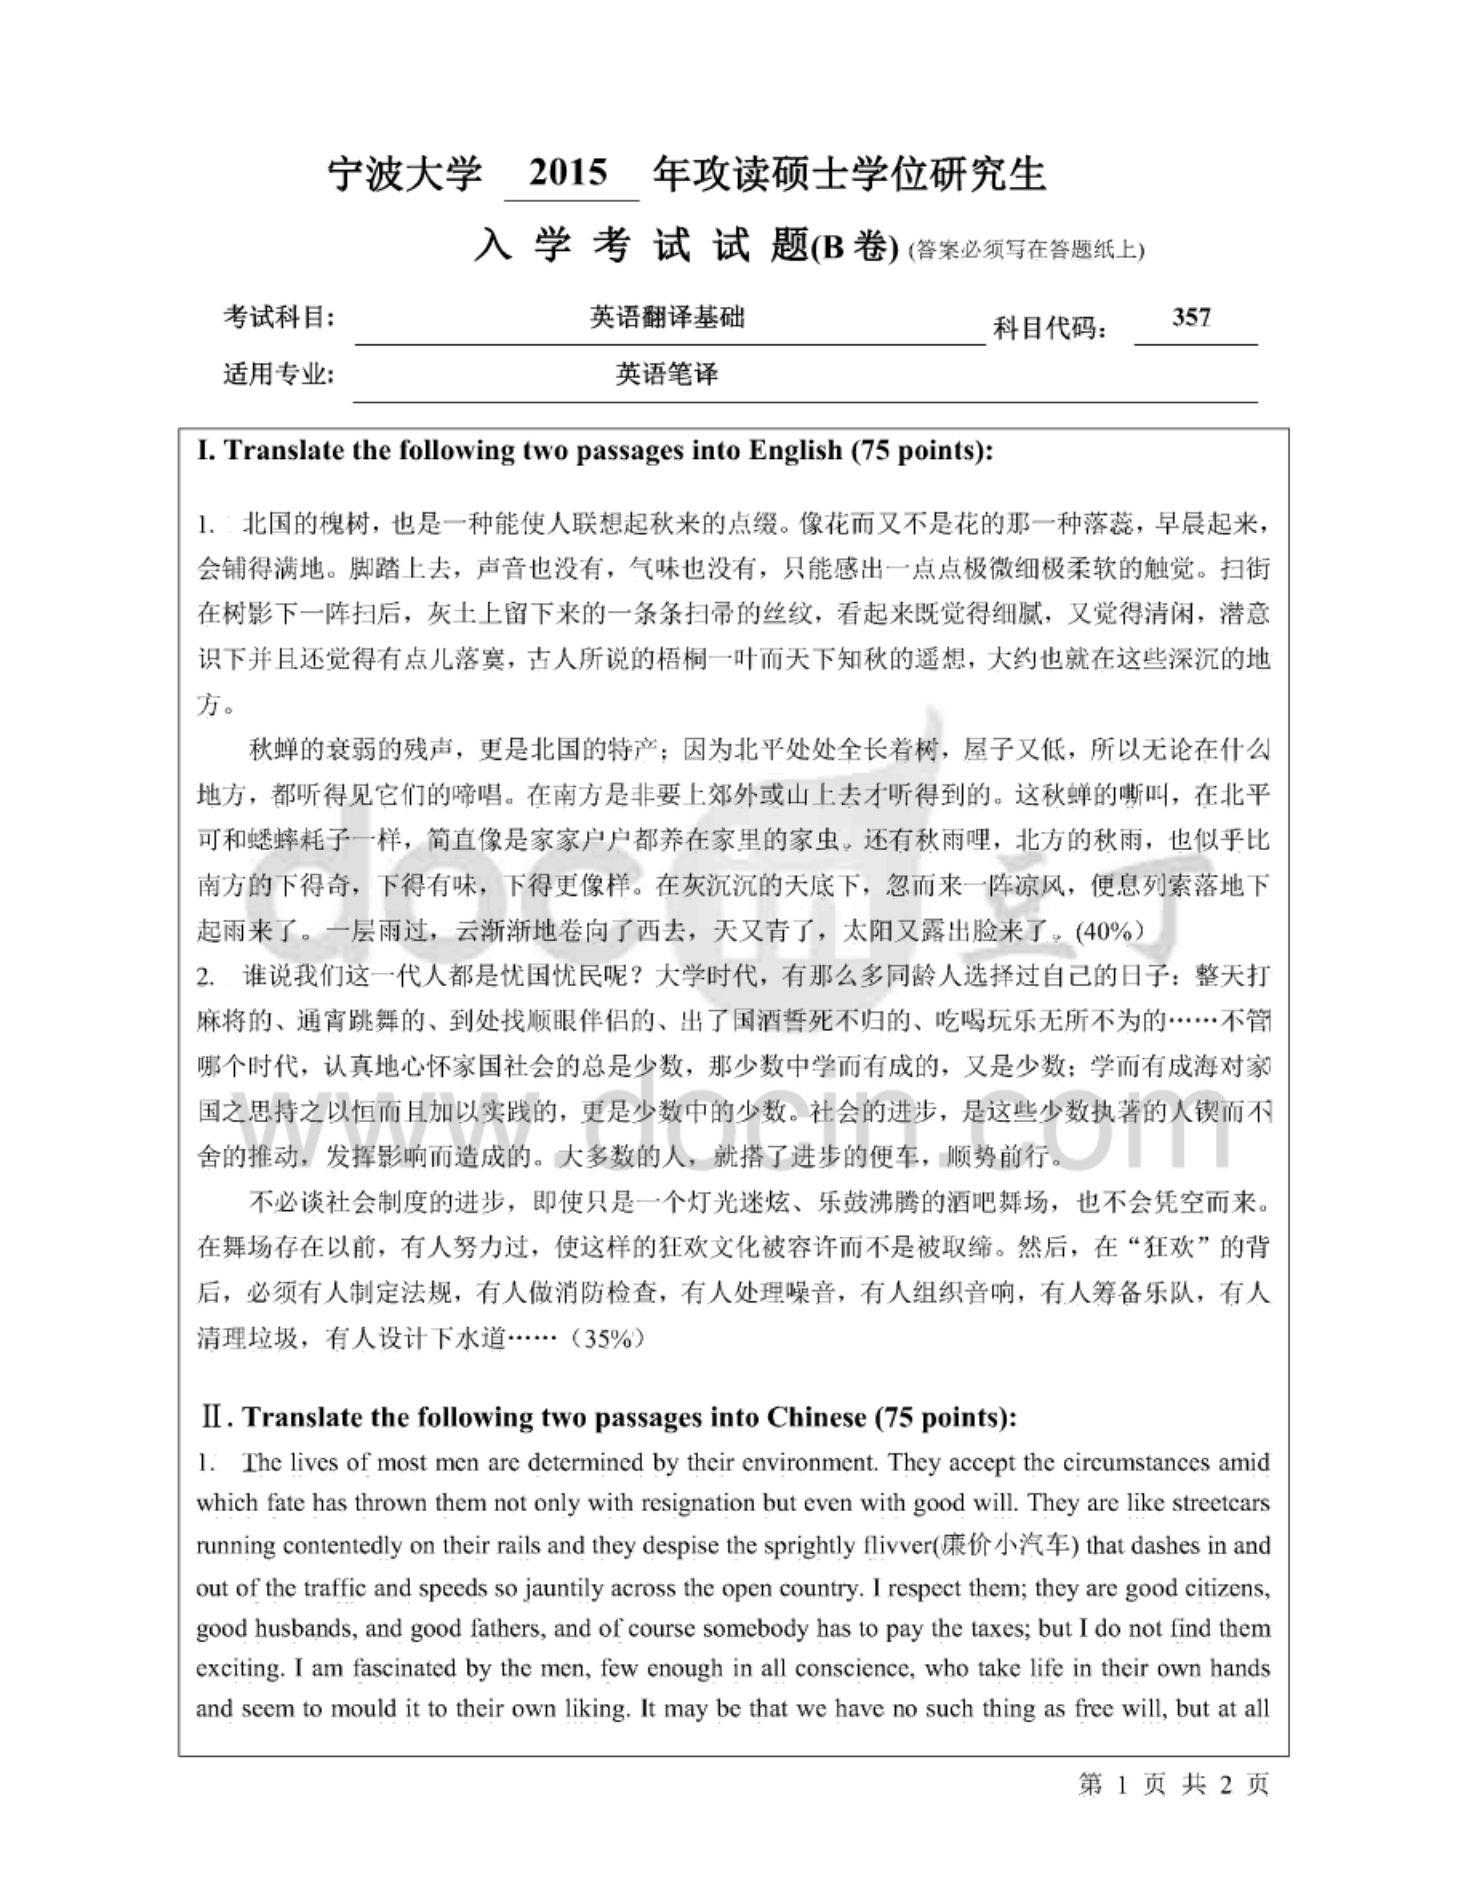 宁波大学 2015 年攻读硕士学位研究生
入 学 考 试 试 题(B 卷) (答案必须写在答题纸上)
考试科目: 英语翻译基础 科目代码: 357
适用专业: 英语笔译
I. Translate the following two passages into English (75 points):
1. 北国的槐树，也是一种能使人联想起秋来的点缀。像花而又不是花的那一种落蕊，早晨起来，
会铺得满地。脚踏上去，声音也没有，气味也没有，只能感出一点点极微细极柔软的触觉。扫街
在树影下一阵扫后，灰土上留下来的一条条扫帚的丝纹，看起来既觉得细腻，又觉得清闲，潜意
识下并且还觉得有点儿落寞，古人所说的梧桐一叶而天下知秋的遥想，大约也就在这些深沉的地
方。
秋蝉的衰弱的残声，更是北国的特产；因为北平处处全长着树，屋子又低，所以无论在什么
地方，都听得见它们的啼唱。在南方是非要上郊外或山上去才听得到的。这秋蝉的嘶叫，在北平
可和蟋蟀耗子一样，简直像是家家户户都养在家里的家虫。还有秋雨哩，北方的秋雨，也似乎比
南方的下得奇，下得有味，下得更像样。在灰沉沉的天底下，忽而来一阵凉风，便息列索落地下
起雨来了。一层雨过，云渐渐地卷向了西去，天又青了，太阳又露出脸来了。(40%)
2. 谁说我们这一代人都是忧国忧民呢？大学时代，有那么多同龄人选择过自己的日子：整天打
麻将的、通宵跳舞的、到处找顺眼伴侣的、出了国酒誓死不归的、吃喝玩乐无所不为的……不管
哪个时代，认真地心怀家国社会的总是少数，那少数中学而有成的，又是少数；学而有成海对家
国之思持之以恒而且加以实践的，更是少数中的少数。社会的进步，是这些少数执著的人锲而不
舍的推动，发挥影响而造成的。大多数的人，就搭了进步的便车，顺势前行。
不必谈社会制度的进步，即使只是一个灯光迷炫、乐鼓沸腾的酒吧舞场，也不会凭空而来。
在舞场存在以前，有人努力过，使这样的狂欢文化被容许而不是被取缔。然后，在“狂欢”的背
后，必须有人制定法规，有人做消防检查，有人处理噪音，有人组织音响，有人筹备乐队，有人
清理垃圾，有人设计下水道……（35%）
Ⅱ. Translate the following two passages into Chinese (75 points):
1. The lives of most men are determined by their environment. They accept the circumstances amid
which fate has thrown them not only with resignation but even with good will. They are like streetcars
running contentedly on their rails and they despise the sprightly flivver(廉价小汽车) that dashes in and
out of the traffic and speeds so jauntily across the open country. I respect them; they are good citizens,
good husbands, and good fathers, and of course somebody has to pay the taxes; but I do not find them
exciting. I am fascinated by the men, few enough in all conscience, who take life in their own hands
and seem to mould it to their own liking. It may be that we have no such thing as free will, but at all
第 1 页 共 2 页
docin 豆丁
www.docin.com